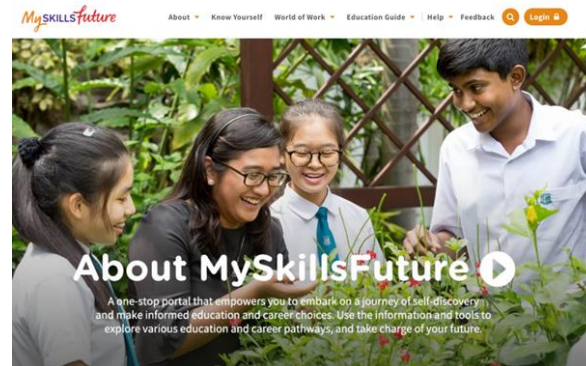 MySKILLSfuture
About Know Yourself World of Work Education Guide Help Feedback Login
About MySkillsFuture
A one-stop portal that empowers you to embark on a journey of self-discovery
and make informed education and career choices. Use the information and tools to
explore various education and career pathways, and take charge of your future.